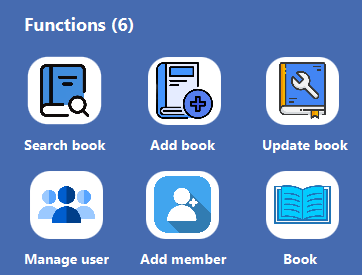 Functions (6)
Search book
Add book
Update book
Manage user
Add member
Book